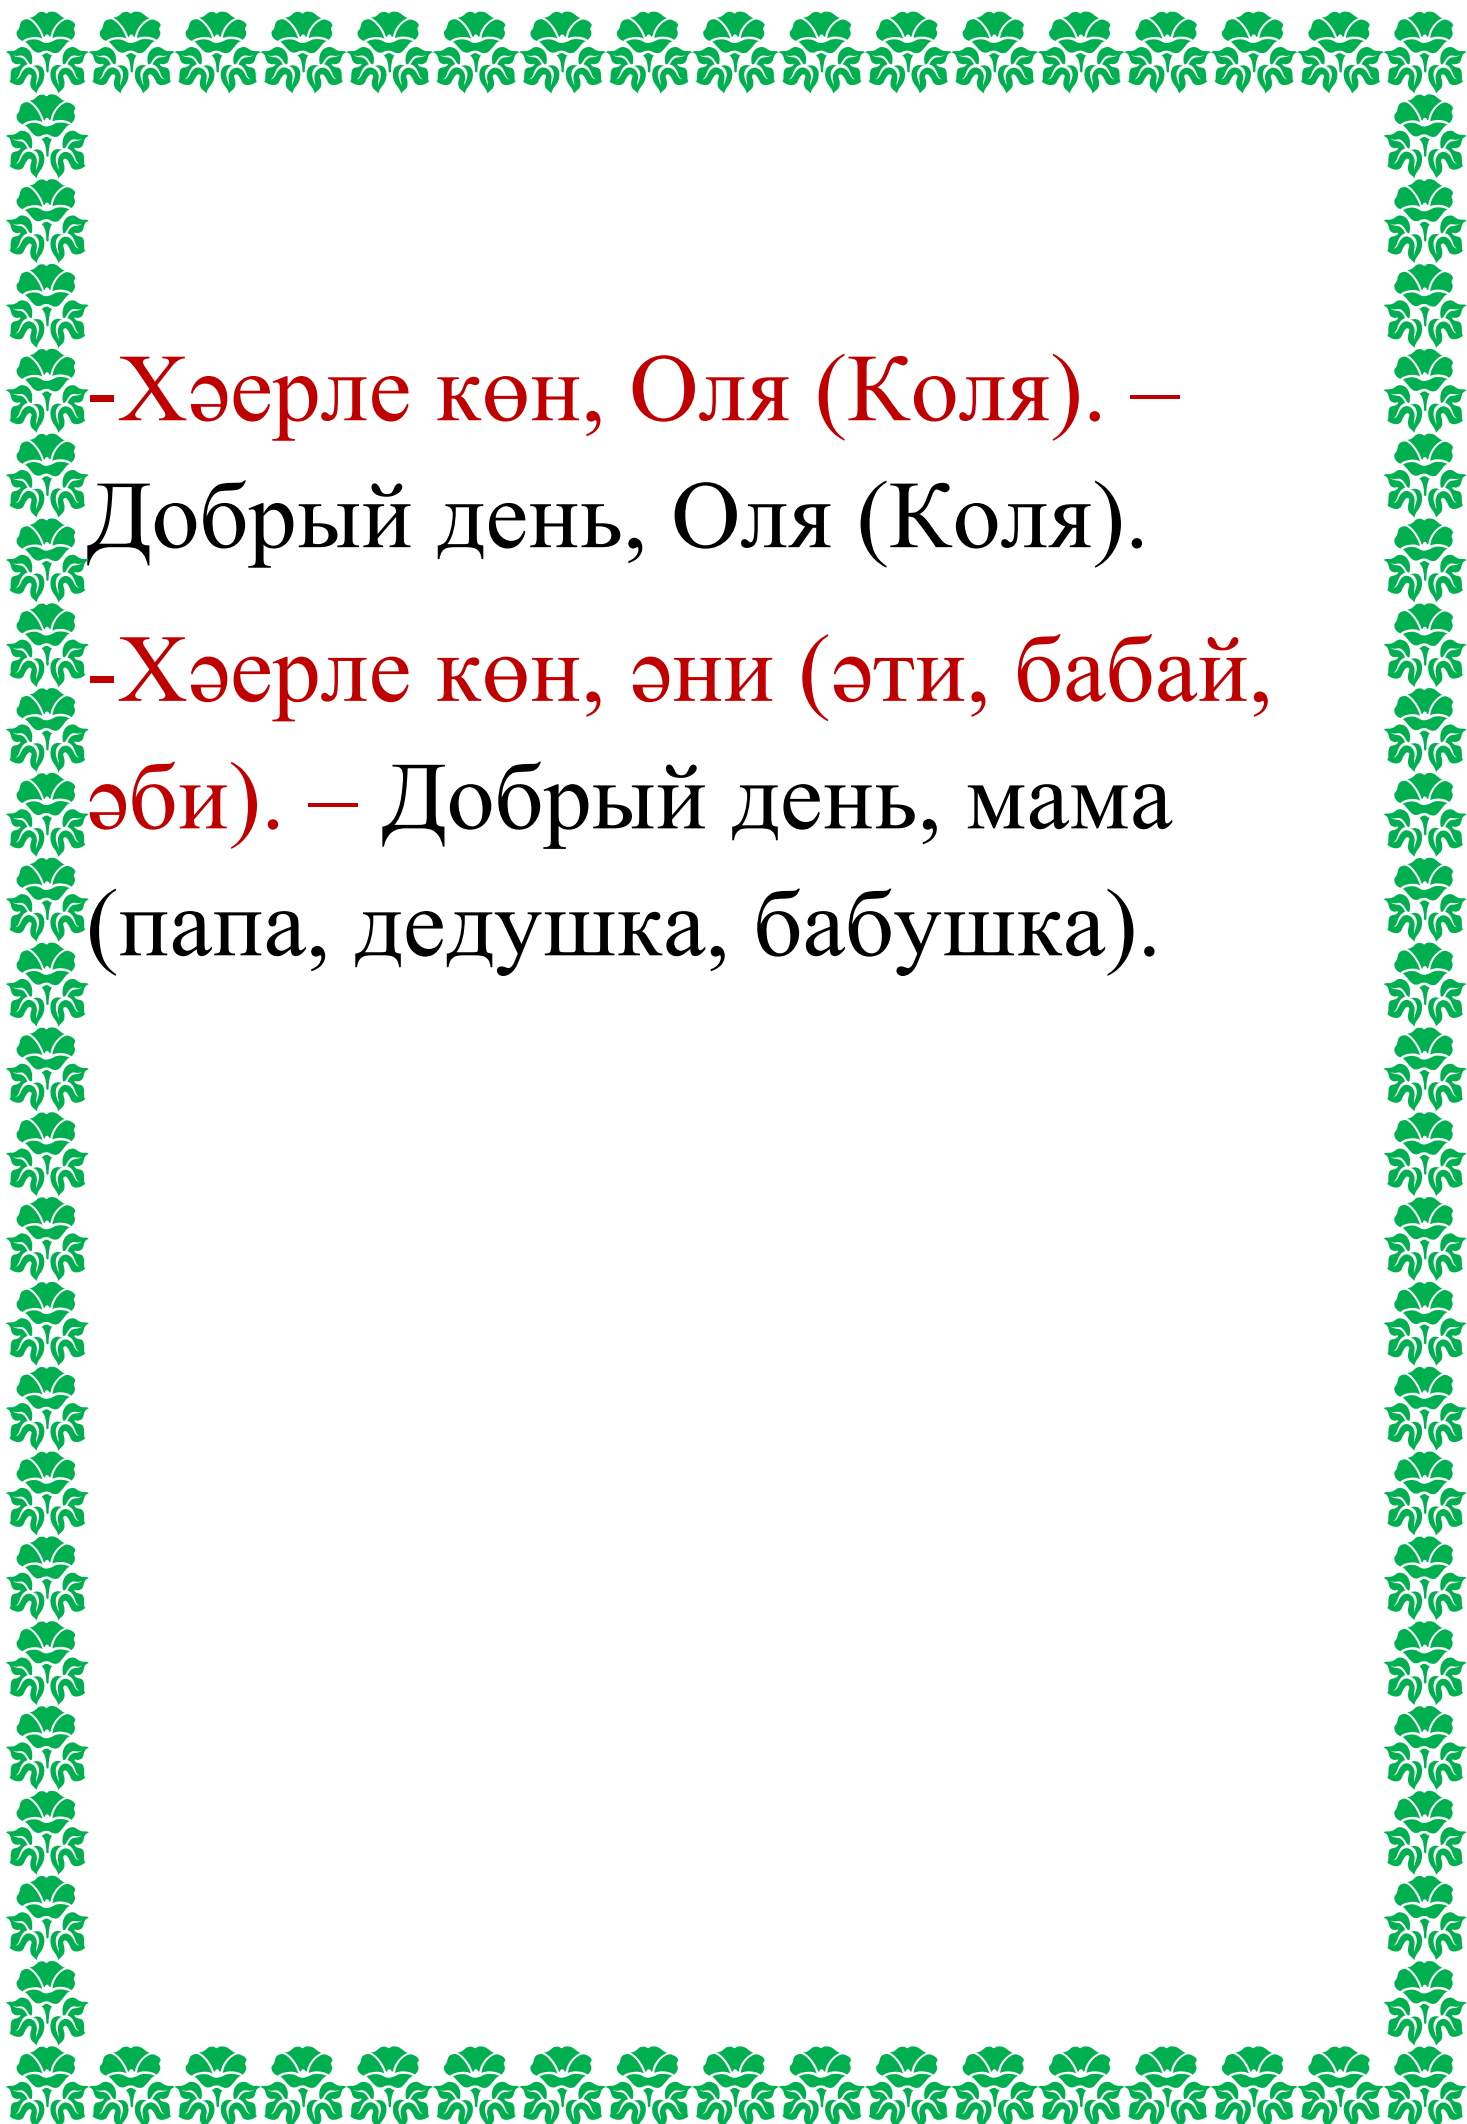 -Хәерле көн, Оля (Коля). –
Добрый день, Оля (Коля).
-Хәерле көн, әни (әти, бабай,
әби). – Добрый день, мама
(папа, дедушка, бабушка).